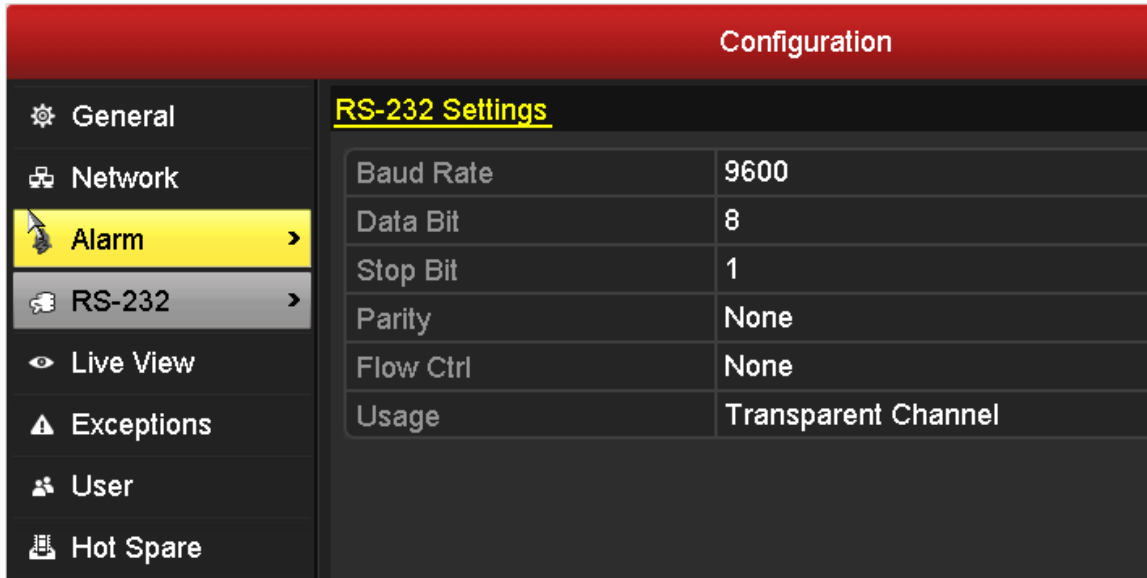 Configuration
General
Network
Alarm
RS-232
Live View
Exceptions
User
Hot Spare
RS-232 Settings
Baud Rate 9600
Data Bit 8
Stop Bit 1
Parity None
Flow Ctrl None
Usage Transparent Channel